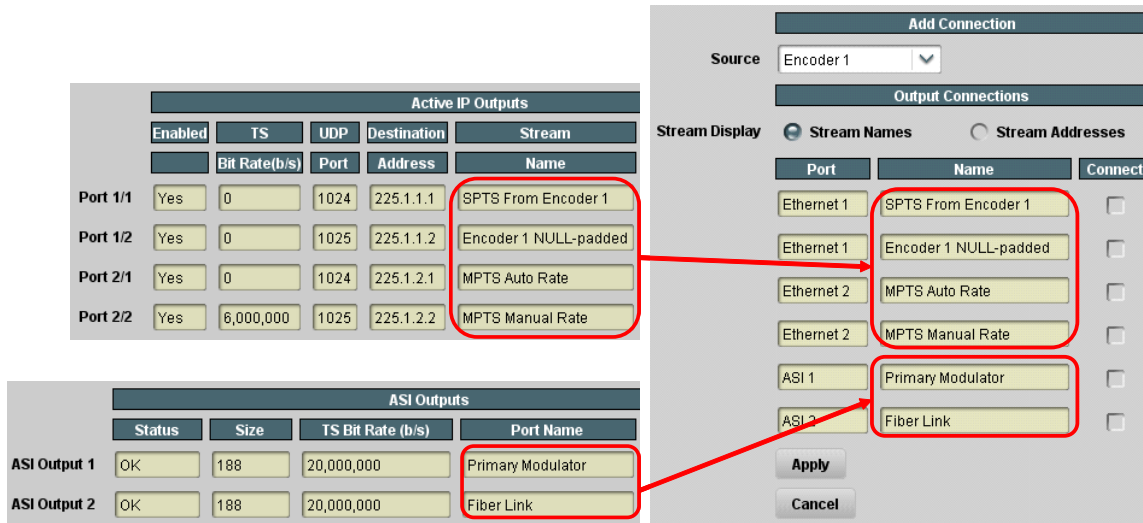 Active IP Outputs
Enabled TS UDP Destination Stream
Bit Rate(b/s) Port Address Name
Port 1/1 Yes 0 1024 225.1.1.1 SPTS From Encoder 1
Port 1/2 Yes 0 1025 225.1.1.2 Encoder 1 NULL-padded
Port 2/1 Yes 0 1024 225.1.2.1 MPTS Auto Rate
Port 2/2 Yes 6,000,000 1025 225.1.2.2 MPTS Manual Rate
ASI Outputs
Status Size TS Bit Rate (b/s) Port Name
ASI Output 1 OK 188 20,000,000 Primary Modulator
ASI Output 2 OK 188 20,000,000 Fiber Link
Add Connection
Source Encoder 1
Output Connections
Stream Display Stream Names Stream Addresses
Port Name Connect
Ethernet 1 SPTS From Encoder 1
Ethernet 1 Encoder 1 NULL-padded
Ethernet 2 MPTS Auto Rate
Ethernet 2 MPTS Manual Rate
ASI 1 Primary Modulator
ASI 2 Fiber Link
Apply
Cancel